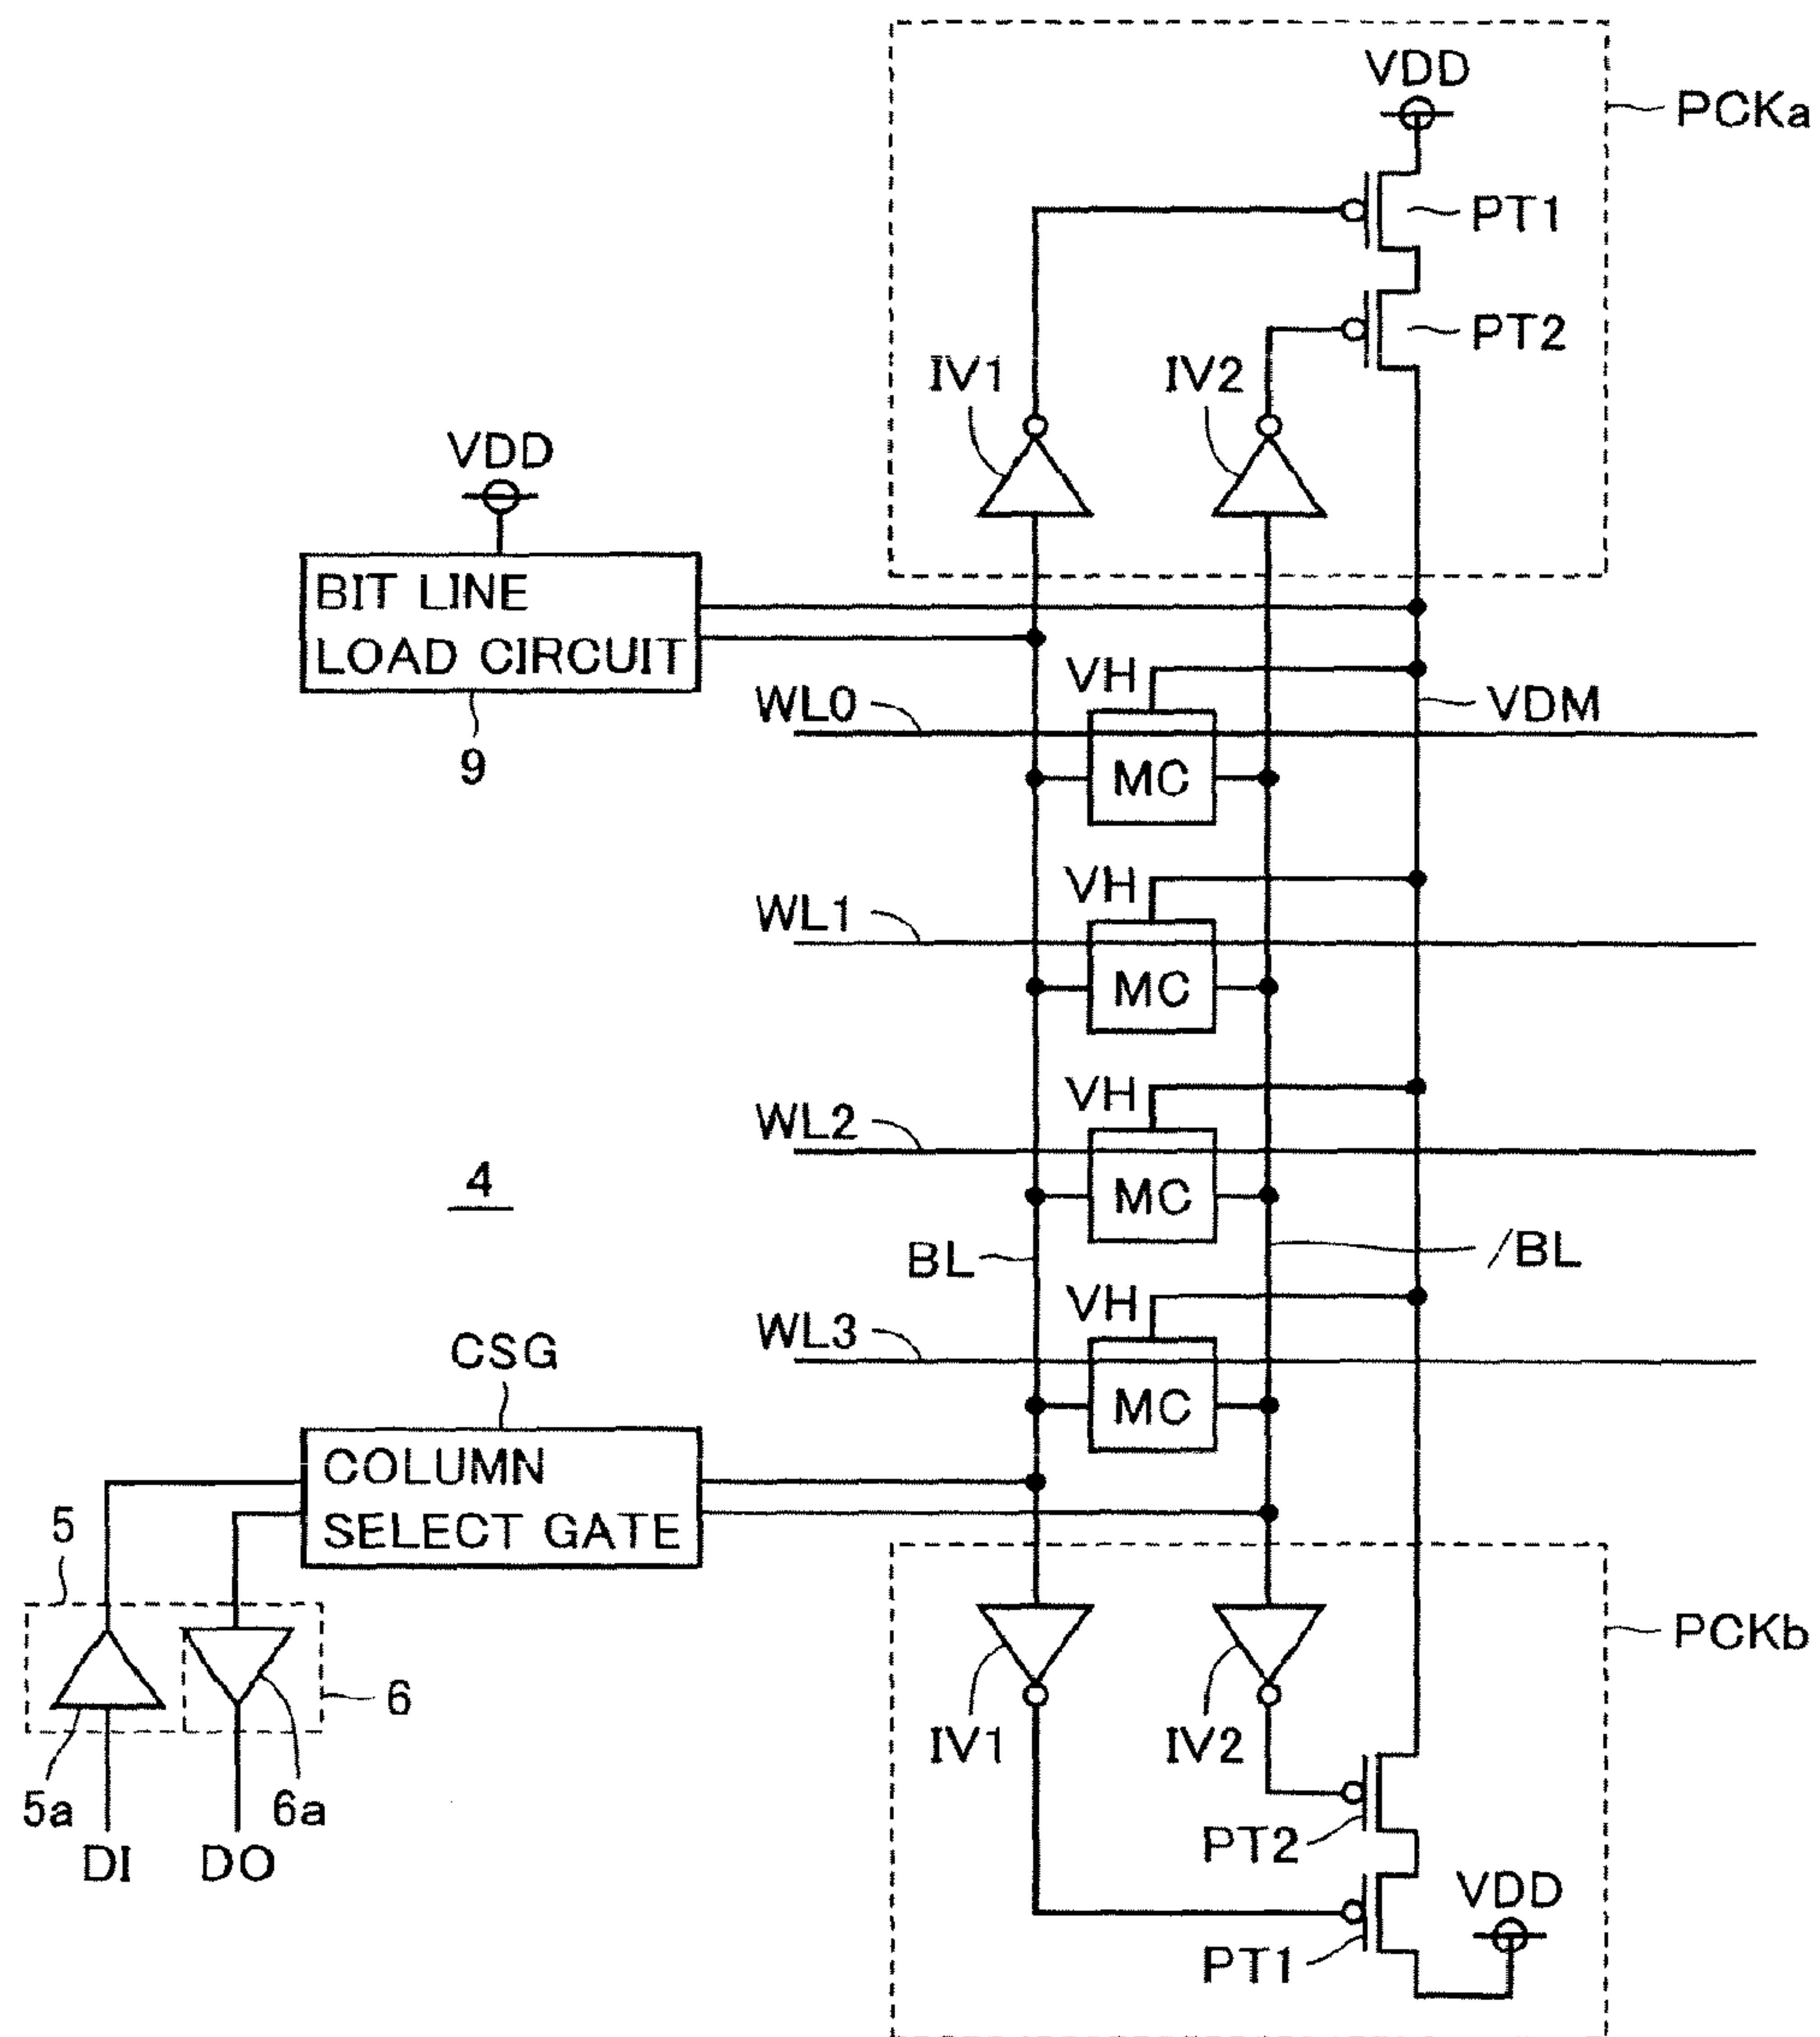 VDD
PCKa
PT1
PT2
IV1
IV2
VDD
BIT LINE
LOAD CIRCUIT
9
VH
WL0
VDM
MC
VH
WL1
MC
VH
WL2
MC
4
BL
/BL
VH
WL3
CSG
MC
COLUMN
SELECT GATE
5
PCKb
6
IV1
IV2
5a
6a
PT2
DI
DO
VDD
PT1